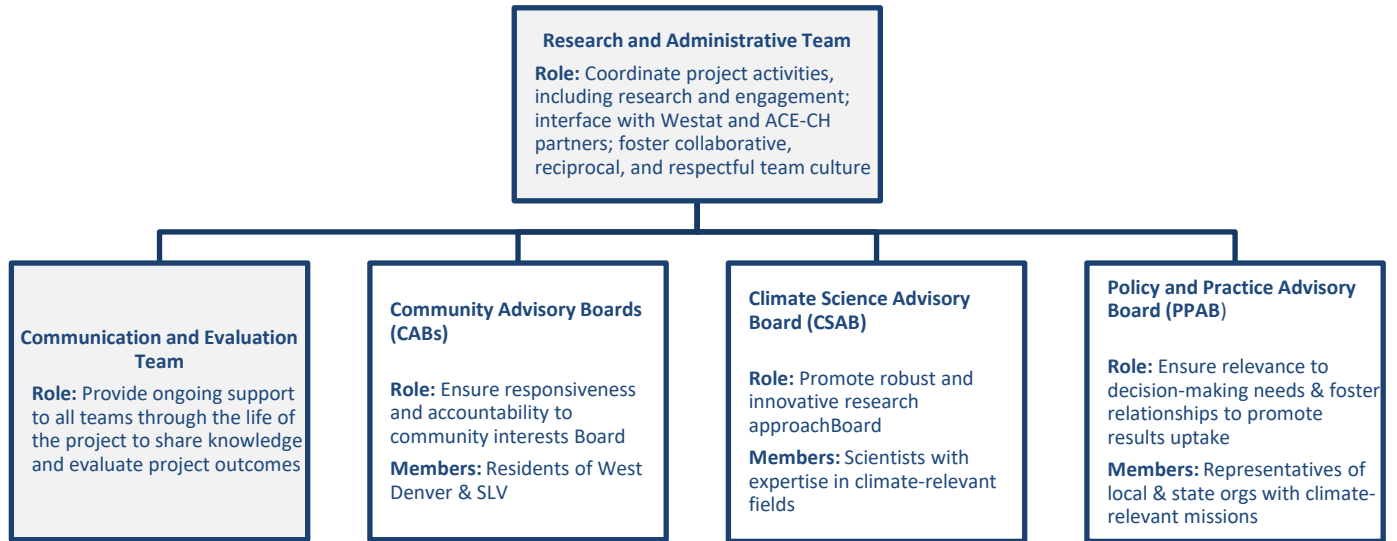 Research and Administrative Team
Role: Coordinate project activities,
including research and engagement;
interface with Westat and ACE-CH
partners; foster collaborative,
reciprocal, and respectful team culture
Communication and Evaluation
Team
Role: Provide ongoing support
to all teams through the life of
the project to share knowledge
and evaluate project outcomes
Community Advisory Boards
(CABs)
Role: Ensure responsiveness
and accountability to
community interests Board
Members: Residents of West
Denver & SLV
Climate Science Advisory
Board (CSAB)
Role: Promote robust and
innovative research
approachBoard
Members: Scientists with
expertise in climate-relevant
fields
Policy and Practice Advisory
Board (PPAB)
Role: Ensure relevance to
decision-making needs & foster
relationships to promote
results uptake
Members: Representatives of
local & state orgs with climate-
relevant missions